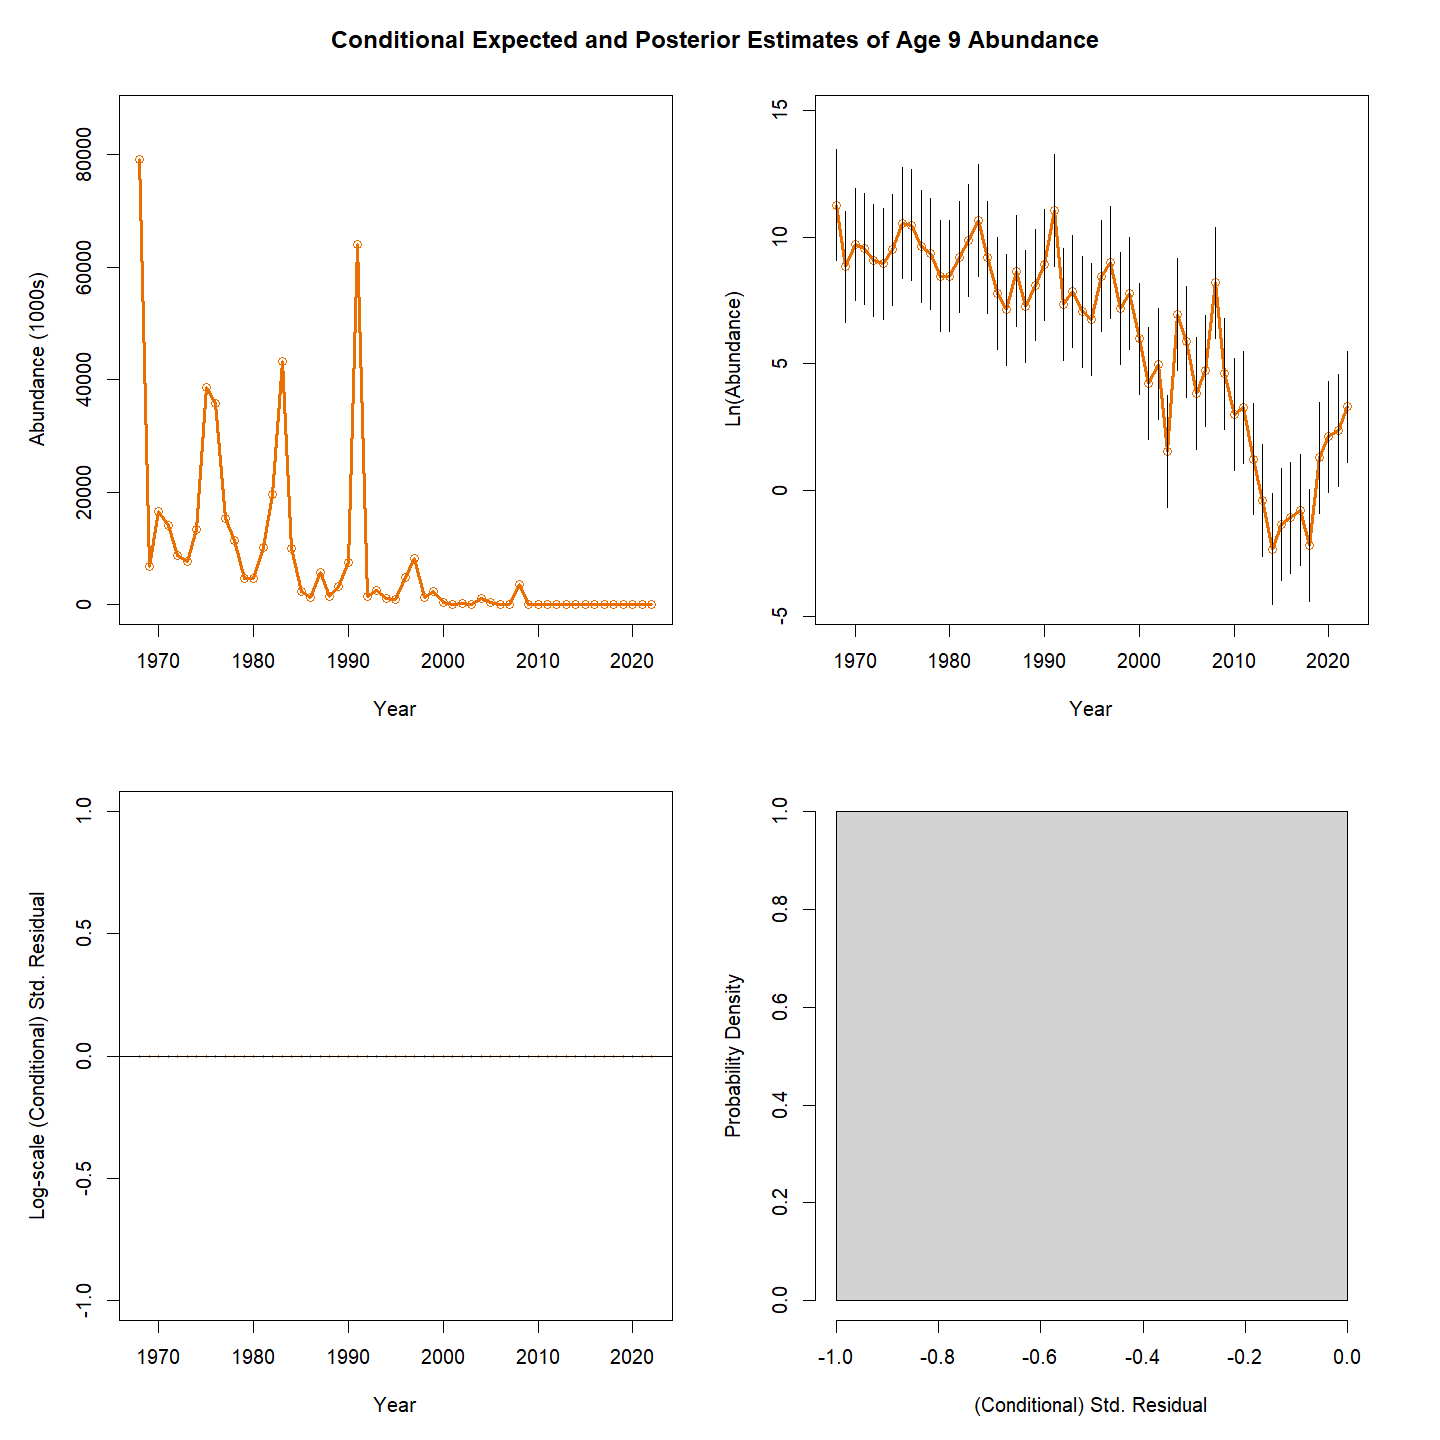 Conditional Expected and Posterior Estimates of Age 9 Abundance
Abundance (1000s)
80000
60000
40000
20000
0
1970 1980 1990 2000 2010 2020
Year
Ln(Abundance)
15
10
5
0
-5
1970 1980 1990 2000 2010 2020
Year
Log-scale (Conditional) Std. Residual
1.0
0.5
0.0
-0.5
-1.0
1970 1980 1990 2000 2010 2020
Year
Probability Density
1.0
0.8
0.6
0.4
0.2
0.0
-1.0 -0.8 -0.6 -0.4 -0.2 0.0
(Conditional) Std. Residual